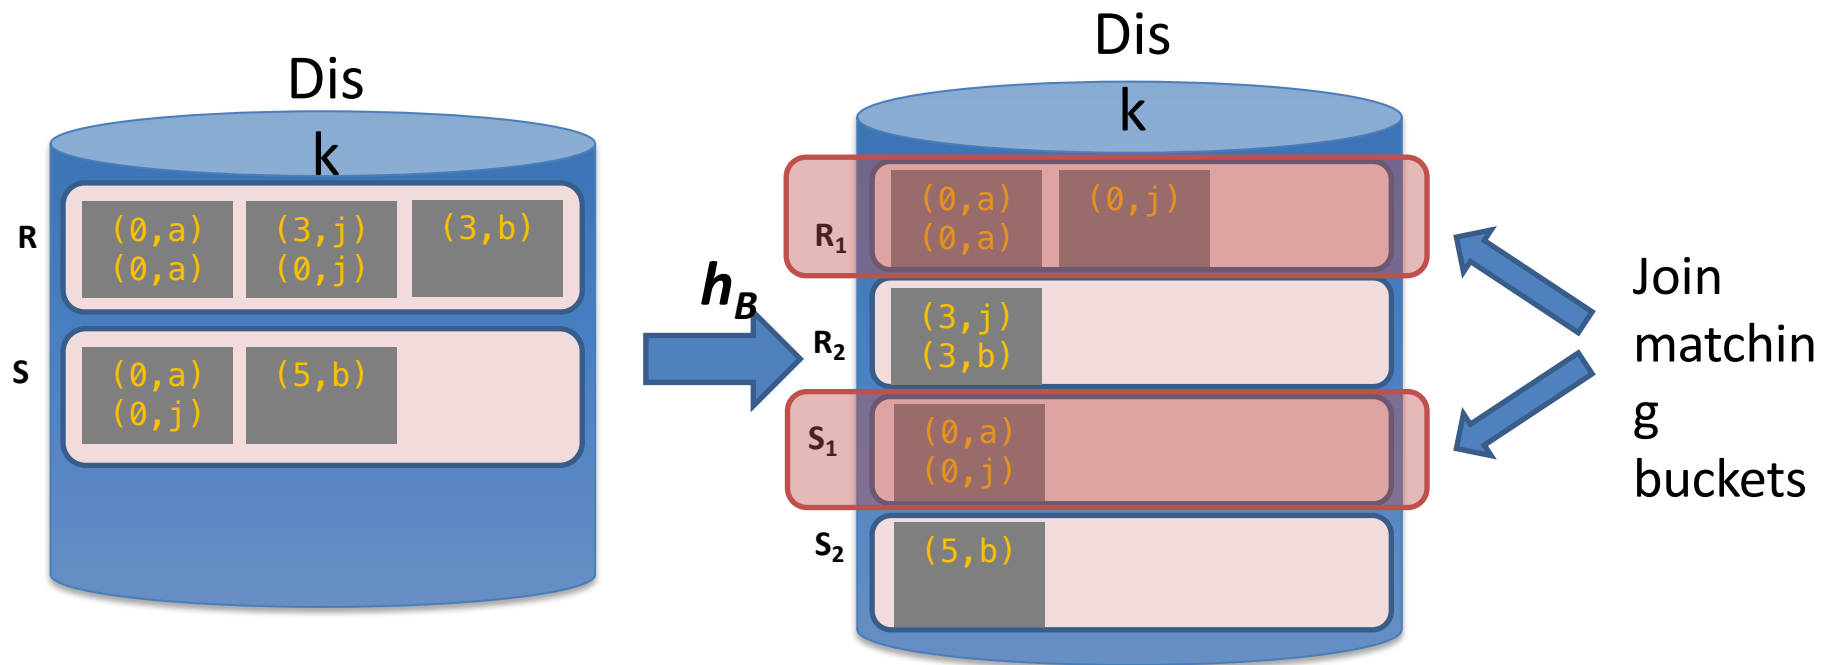 Dis
k
R
(0,a) (3,j) (3,b)
(0,a) (0,j)
S
(0,a) (5,b)
(0,j)
hB
Dis
k
R1
(0,a) (0,j)
(0,a)
R2
(3,j)
(3,b)
S1
(0,a)
(0,j)
S2
(5,b)
Join
matchin
g
buckets